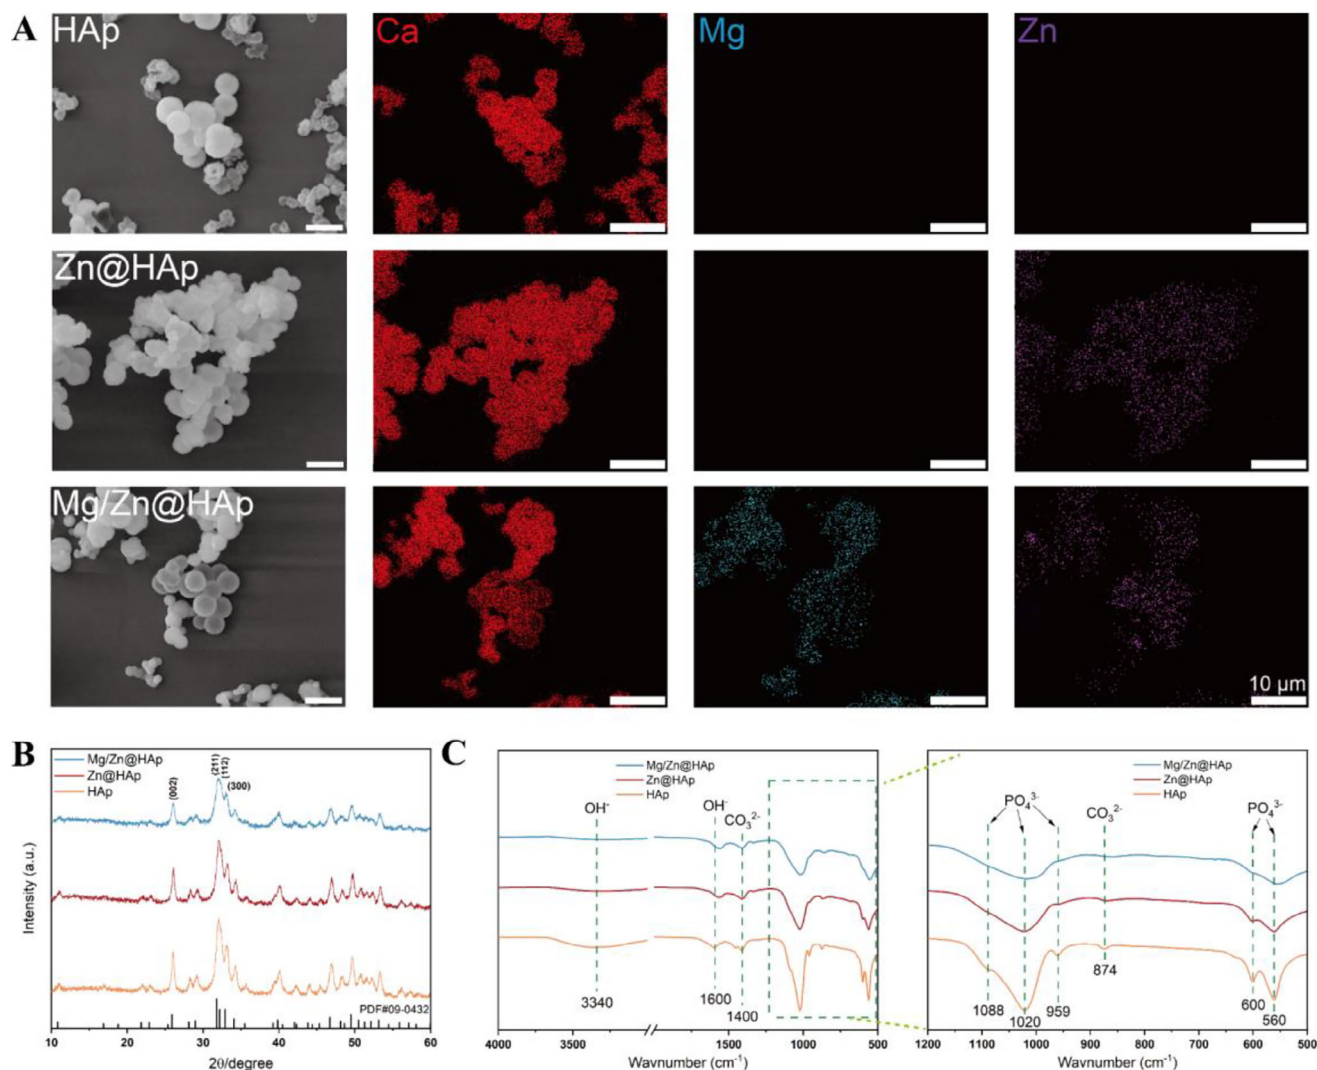 A
HAp
Ca
Mg
Zn
Zn@HAp
Mg/Zn@HAp
10 µm
B
Mg/Zn@HAp
Zn@HAp
HAp
(002)
(211)
(112)
(300)
PDF#09-0432
Intensity (a.u.)
10 20 30 40 50 60
2θ/degree
C
Mg/Zn@HAp
Zn@HAp
HAp
OH⁻
OH⁻
CO₃²⁻
3340
1600
1400
4000 3500 1500 1000 500
Wavnumber (cm⁻¹)
Mg/Zn@HAp
Zn@HAp
HAp
PO₄³⁻
CO₃²⁻
PO₄³⁻
1088
1020
959
874
600
560
1200 1100 1000 900 800 700 600 500
Wavnumber (cm⁻¹)